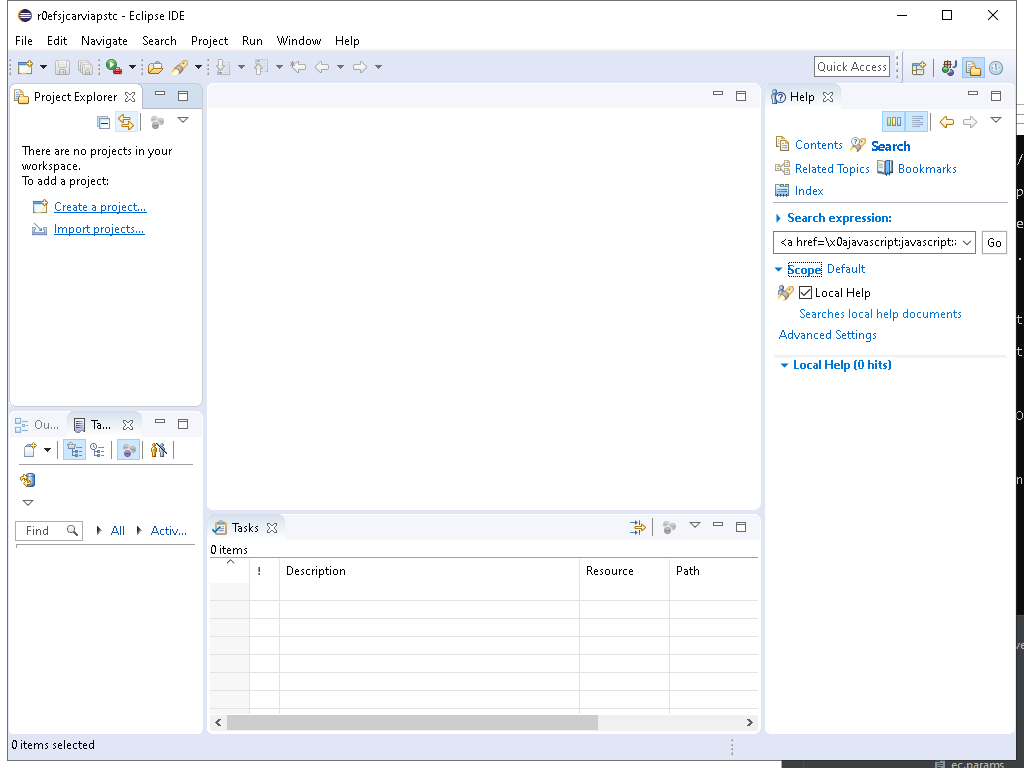 r0efsjcarviapstc - Eclipse IDE
File Edit Navigate Search Project Run Window Help
Quick Access
Project Explorer
There are no projects in your
workspace.
To add a project:
Create a project...
Import projects...
Ou...
Ta...
Find
All
Activ...
Tasks
0 items
! Description Resource Path
Help
Contents Search
Related Topics Bookmarks
Index
Search expression:
<a href=\x0ajavascript:javascript:
Go
Scope Default
Local Help
Searches local help documents
Advanced Settings
Local Help (0 hits)
0 items selected
ec.params